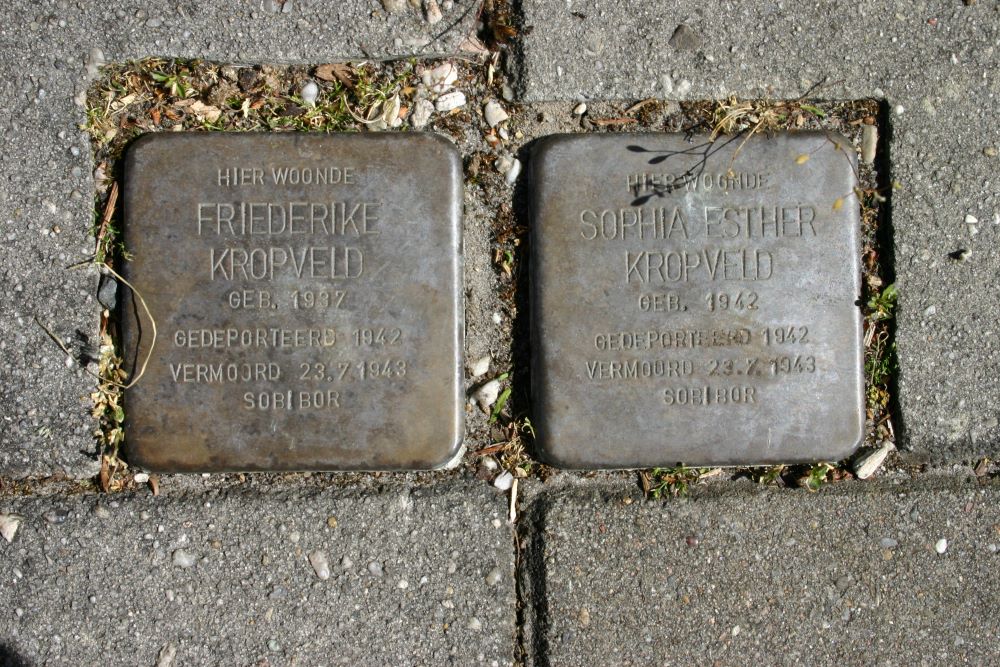 HIER WOONDE
FRIEDERIKE
KROPVELD
GEB. 1937
GEDEPORTEERD 1942
VERMOORD 23.7.1943
SOBIBOR
HIER WOONDE
SOPHIA ESTHER
KROPVELD
GEB. 1942
GEDEPORTEERD 1942
VERMOORD 23.7.1943
SOBIBOR